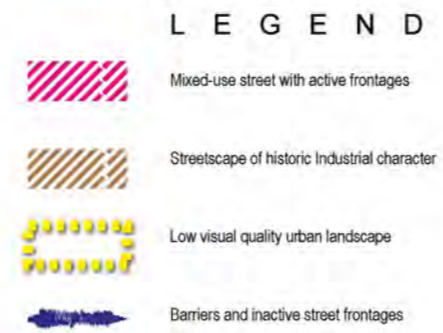 L E G E N D
Mixed-use street with active frontages
Streetscape of historic Industrial character
Low visual quality urban landscape
Barriers and inactive street frontages